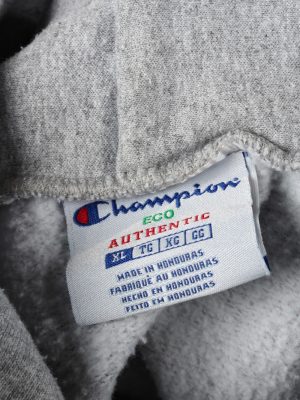 Champion
ECO
AUTHENTIC
XL TG XG GG
MADE IN HONDURAS
FABRIQUÉ AU HONDURAS
HECHO EN HONDURAS
FEITO EM HONDURAS